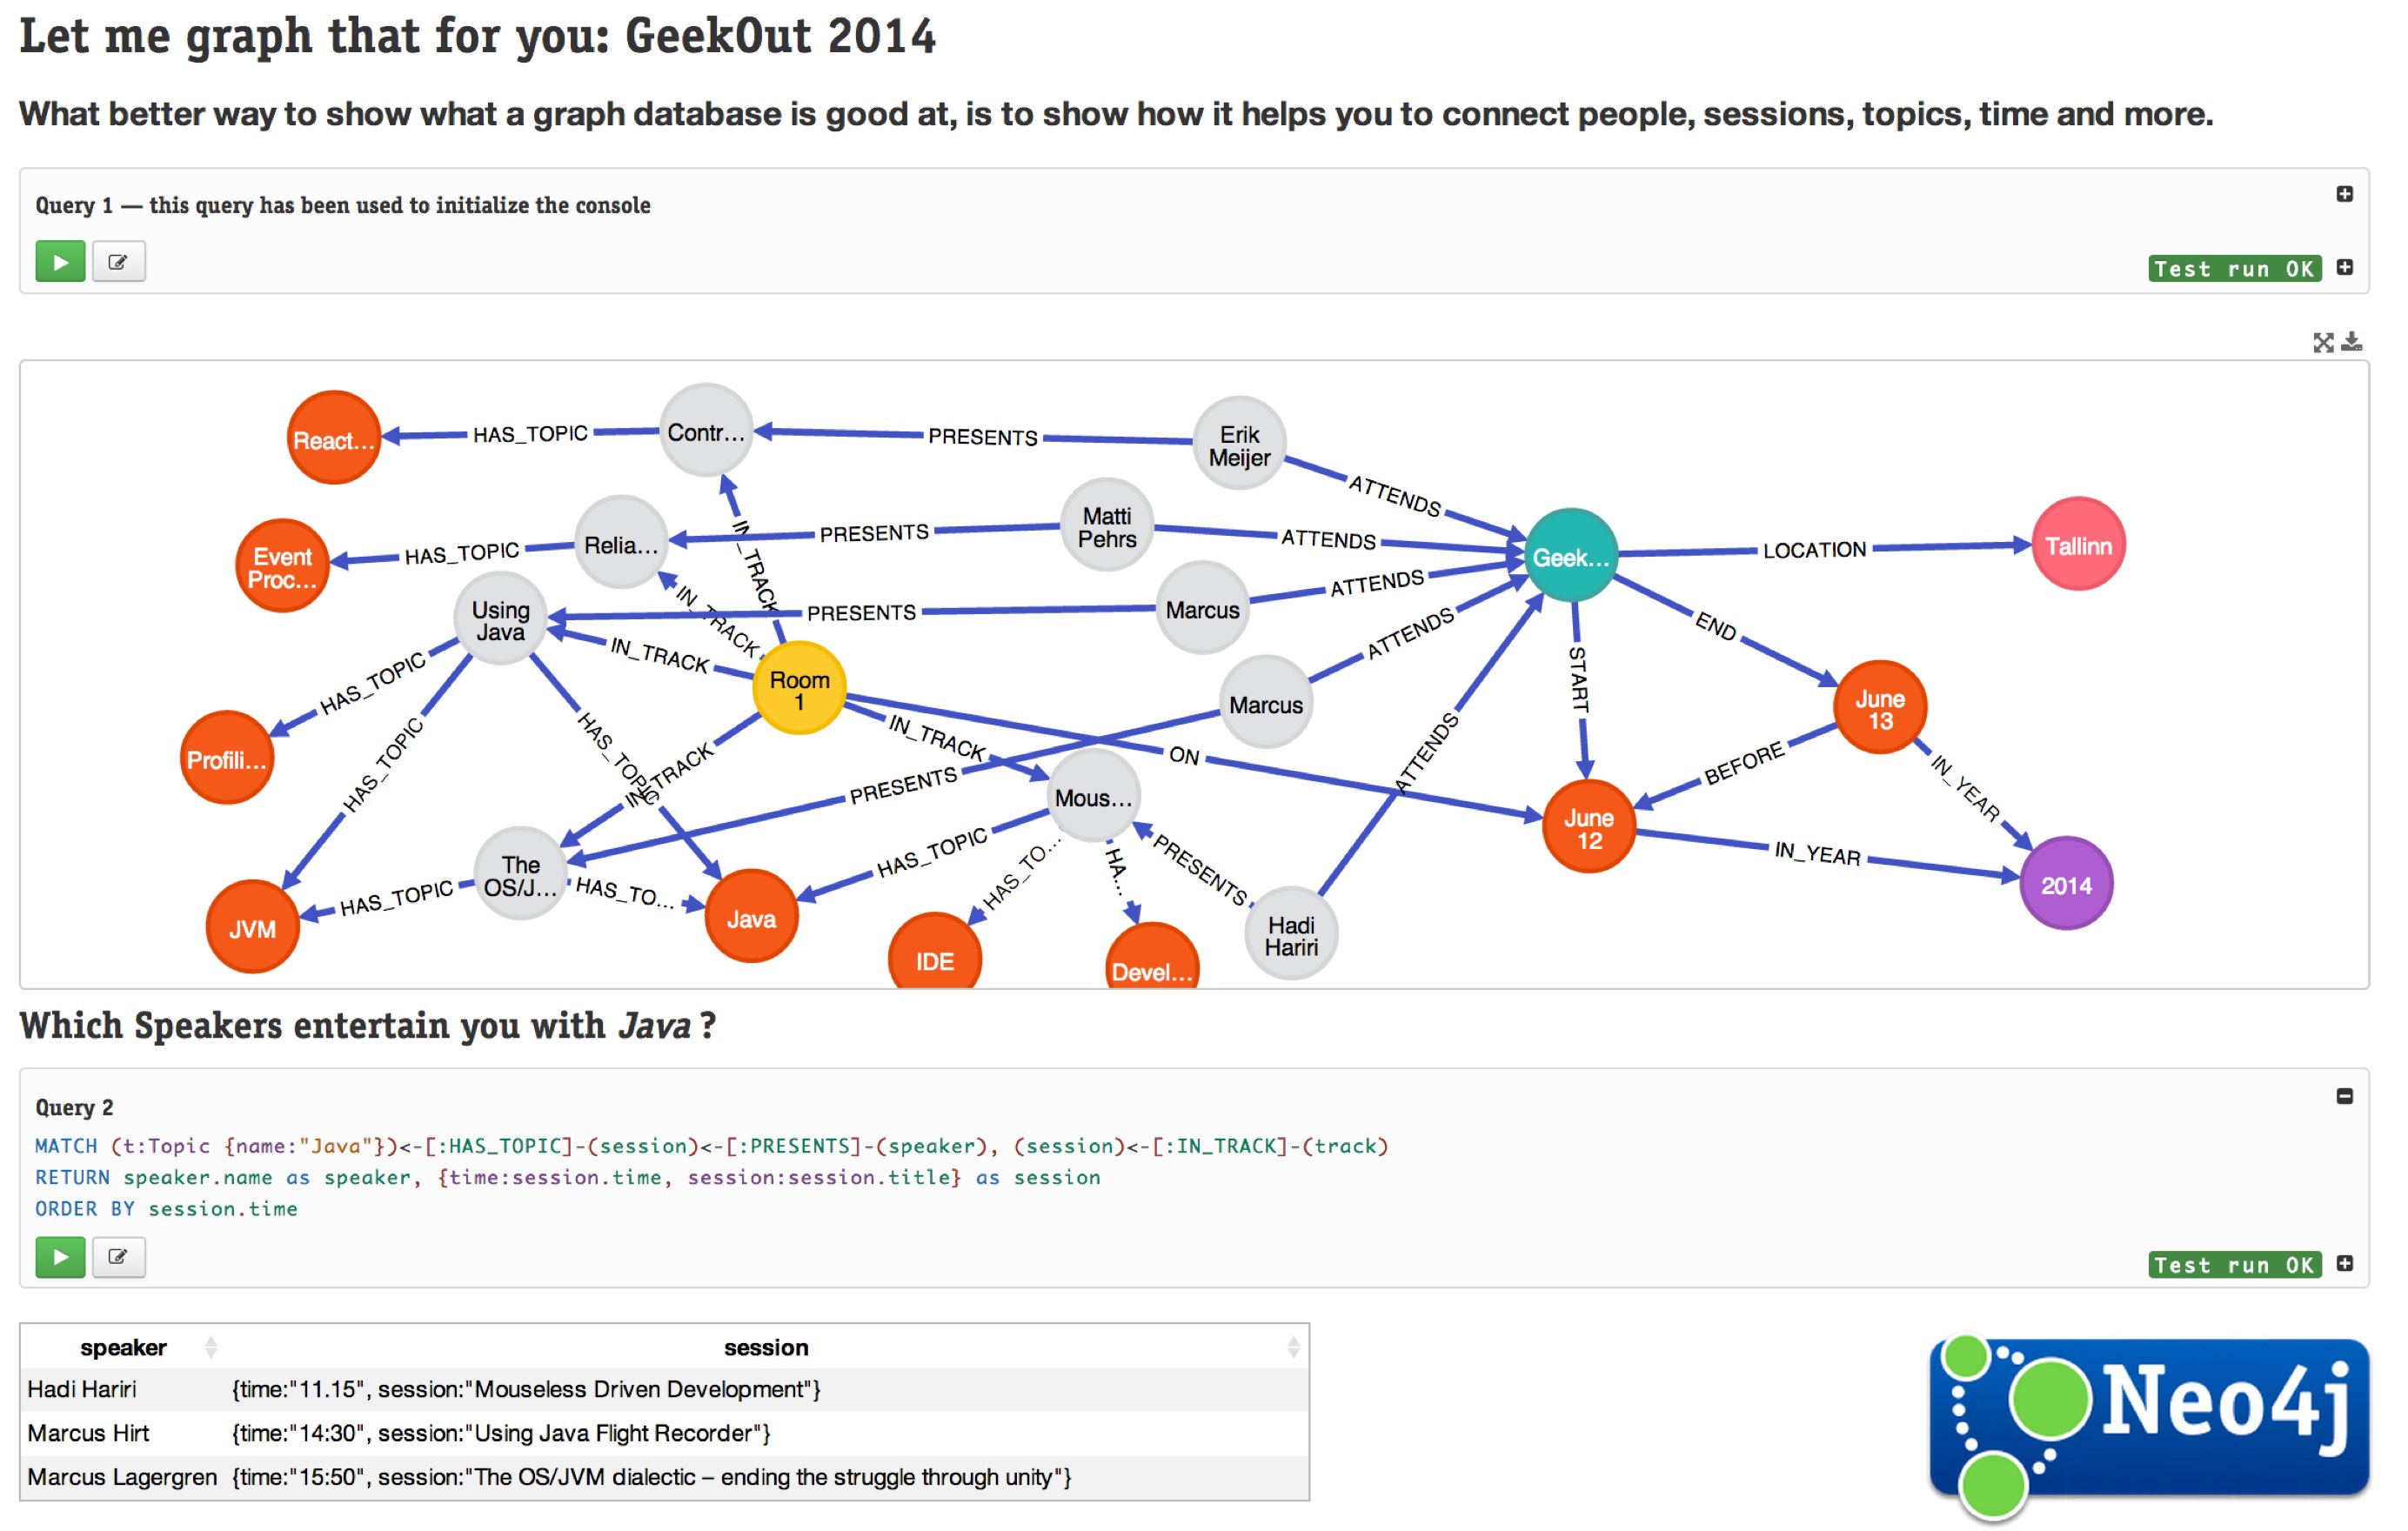 Let me graph that for you: GeekOut 2014
What better way to show what a graph database is good at, is to show how it helps you to connect people, sessions, topics, time and more.
Query 1 — this query has been used to initialize the console
Test run OK
React...
HAS_TOPIC
Contr...
PRESENTS
Erik
Meijer
ATTENDS
Event
Proc...
HAS_TOPIC
Relia...
PRESENTS
Matti
Pehrs
ATTENDS
Geek...
LOCATION
Tallinn
IN_TRACK
IN_TRACK
Using
Java
PRESENTS
Marcus
ATTENDS
END
HAS_TOPIC
IN_TRACK
Room
1
Marcus
ATTENDS
START
June
13
Profili...
HAS_TOPIC
HAS_TOPIC
IN_TRACK
IN_TRACK
PRESENTS
ON
ATTENDS
BEFORE
IN_YEAR
Mous...
June
12
IN_YEAR
2014
The
OS/J...
HAS_TOPIC
HAS_TO...
HAS_TOPIC
HAS_TO...
HA...
PRESENTS
JVM
Java
IDE
Devel...
Hadi
Hariri
Which Speakers entertain you with Java ?
Query 2
MATCH (t:Topic {name:"Java"})<-[:HAS_TOPIC]-(session)<-[:PRESENTS]-(speaker), (session)<-[:IN_TRACK]-(track)
RETURN speaker.name as speaker, {time:session.time, session:session.title} as session
ORDER BY session.time
Test run OK
speaker session
Hadi Hariri {time:"11.15", session:"Mouseless Driven Development"}
Marcus Hirt {time:"14:30", session:"Using Java Flight Recorder"}
Marcus Lagergren {time:"15:50", session:"The OS/JVM dialectic – ending the struggle through unity"}
Neo4j